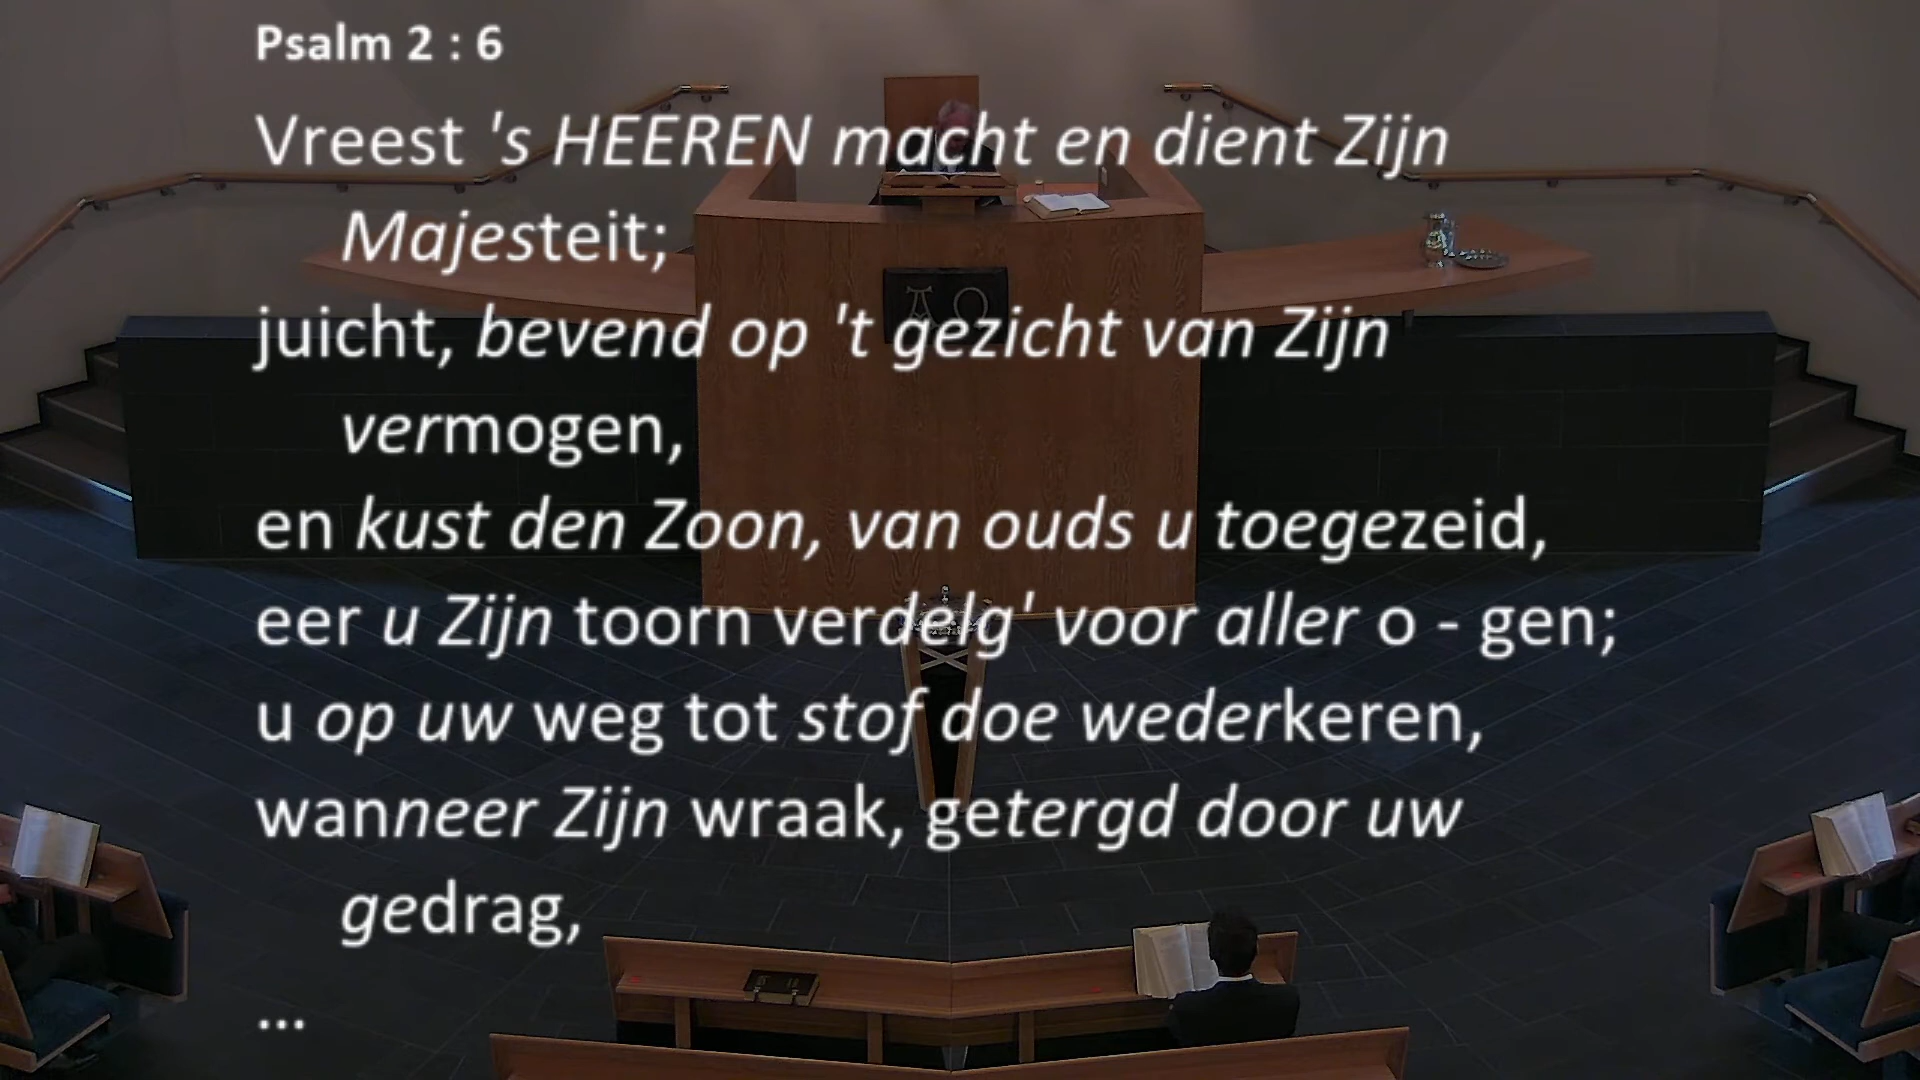 Psalm 2 : 6
Vreest 's HEEREN macht en dient Zijn
Majesteit;
juicht, bevend op 't gezicht van Zijn
vermogen,
en kust den Zoon, van ouds u toegezeid,
eer u Zijn toorn verdelg' voor aller o - gen;
u op uw weg tot stof doe wederkeren,
wanneer Zijn wraak, getergd door uw
gedrag,
...
Α Ω